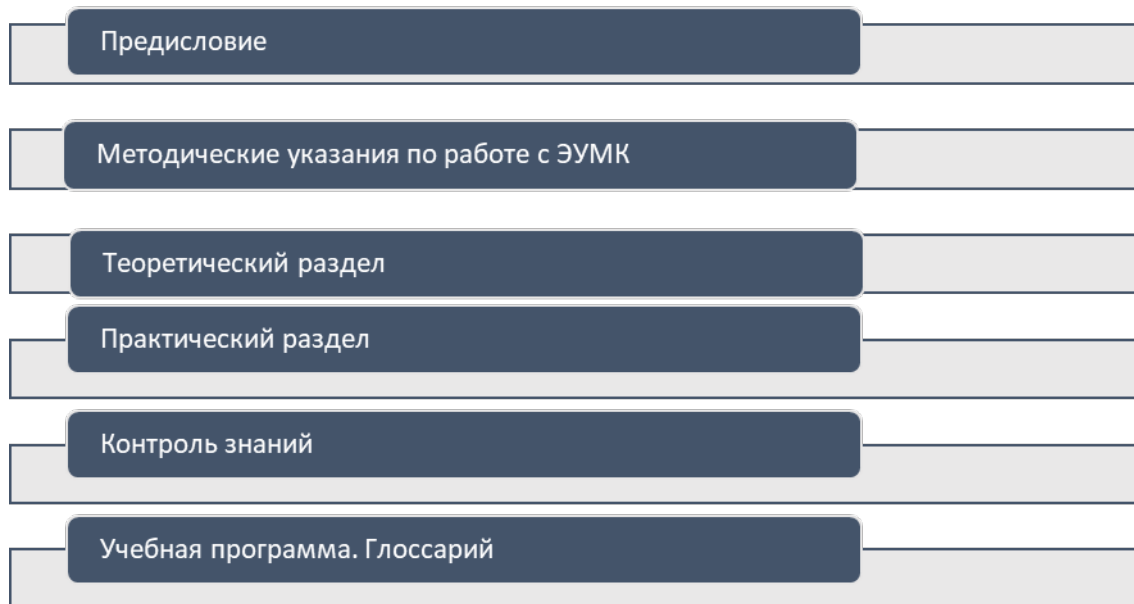 Предисловие
Методические указания по работе с ЭУМК
Теоретический раздел
Практический раздел
Контроль знаний
Учебная программа. Глоссарий